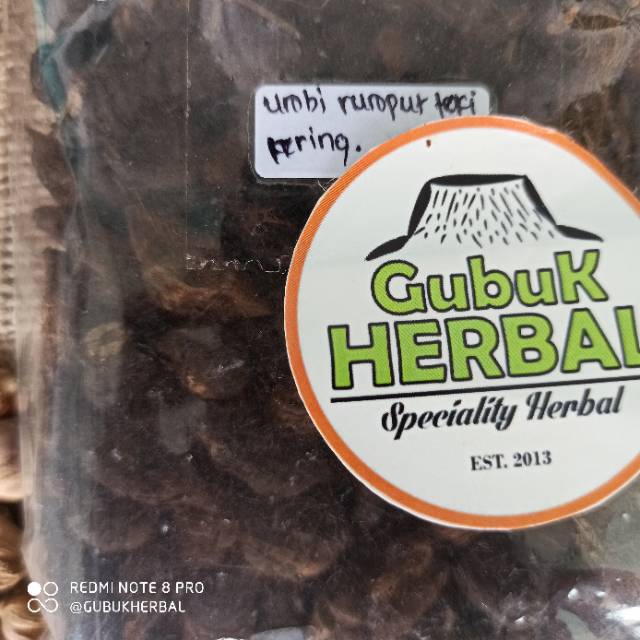 umbi rumput teki
kering.
GubuK
HERBAL
Speciality Herbal
EST. 2013
REDMI NOTE 8 PRO
@GUBUKHERBAL